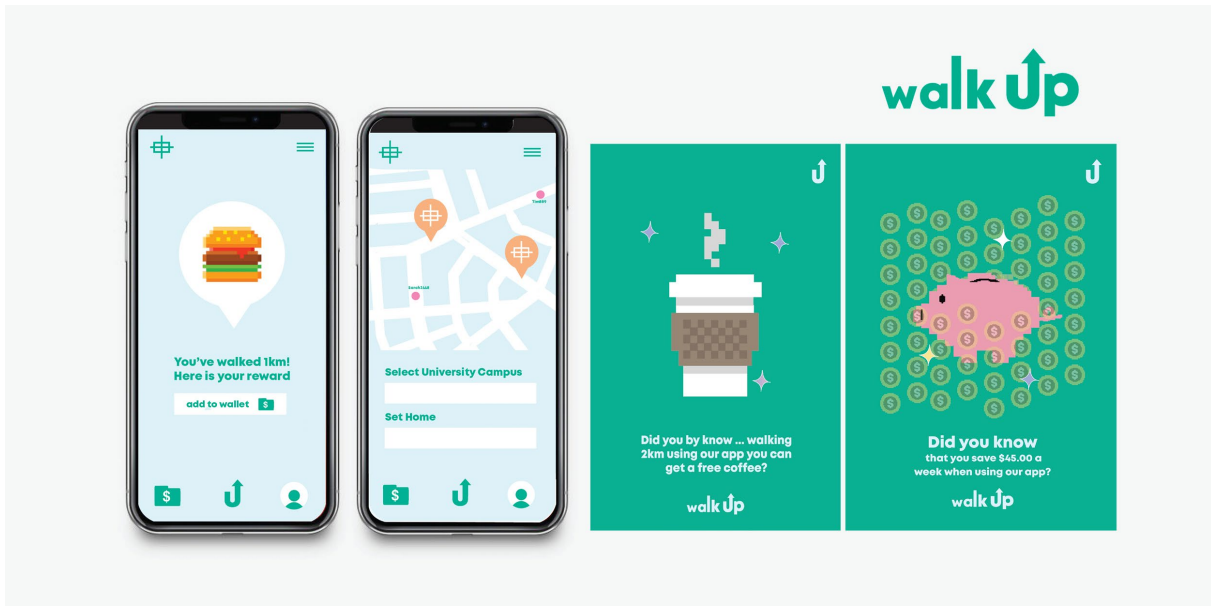 walk Up
You've walked 1km!
Here is your reward
add to wallet $
$
Select University Campus
Set Home
$
Did you by know ... walking
2km using our app you can
get a free coffee?
walk Up
Did you know
that you save $45.00 a
week when using our app?
walk Up